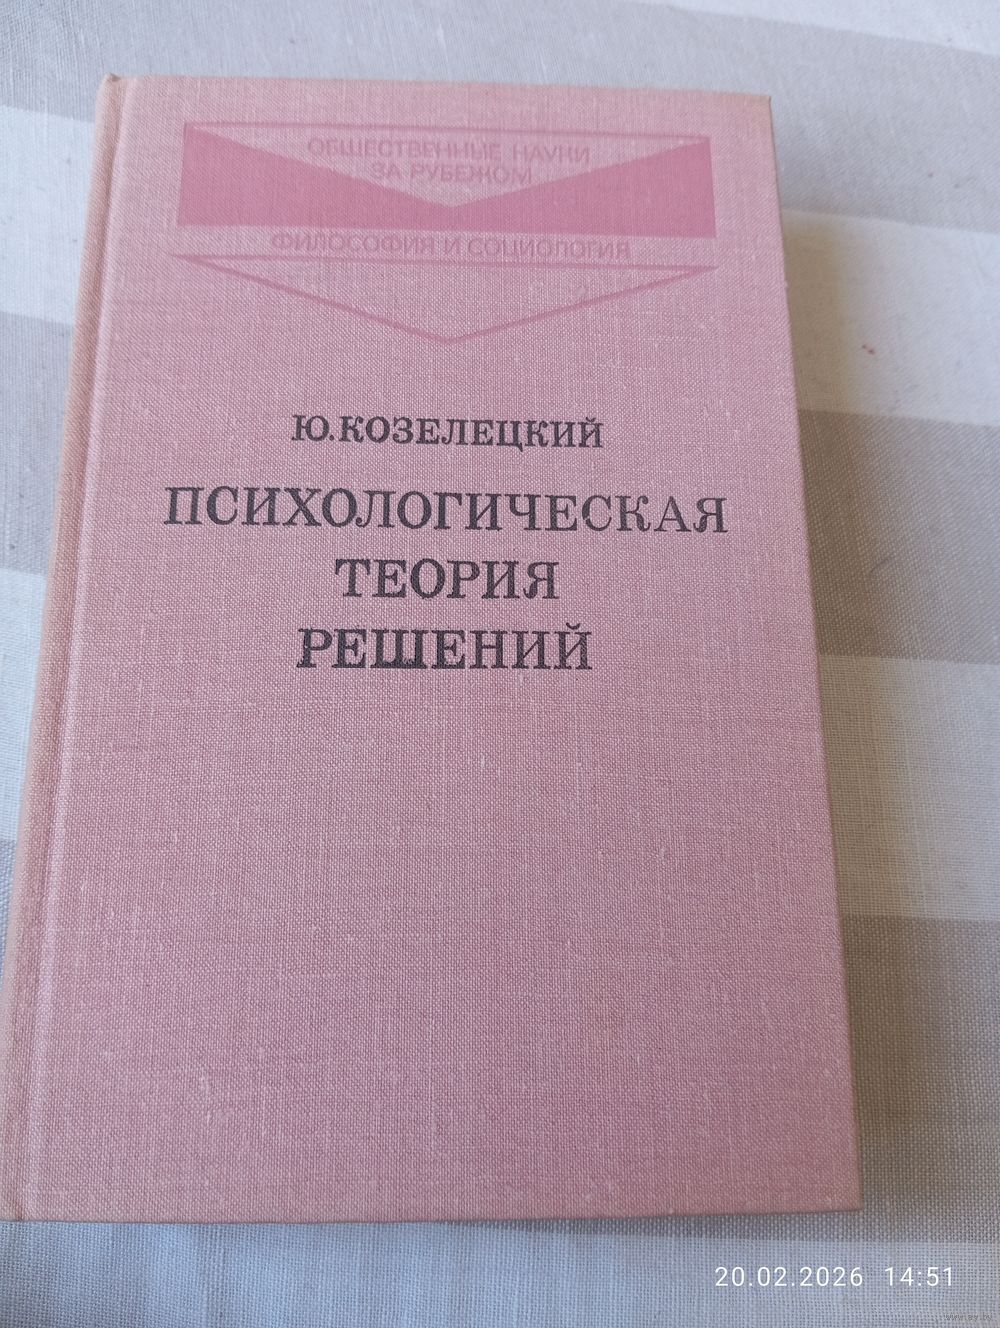 ОБЩЕСТВЕННЫЕ НАУКИ
ЗА РУБЕЖОМ
ФИЛОСОФИЯ И СОЦИОЛОГИЯ
Ю.КОЗЕЛЕЦКИЙ
ПСИХОЛОГИЧЕСКАЯ
ТЕОРИЯ
РЕШЕНИЙ
20.02.2026 14:51